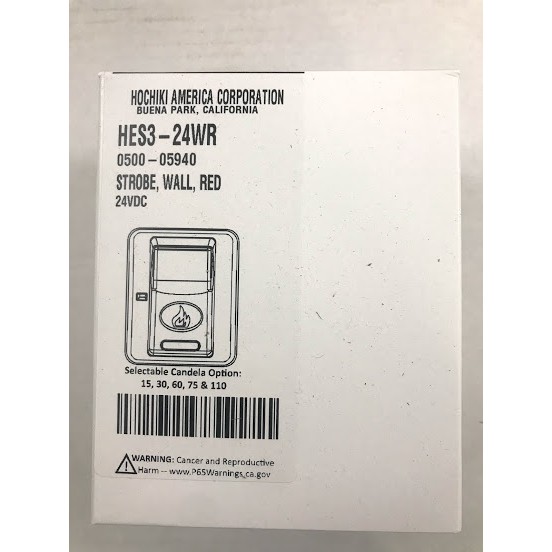 HOCHIKI AMERICA CORPORATION
BUENA PARK, CALIFORNIA
HES3-24WR
0500-05940
STROBE, WALL, RED
24VDC
Selectable Candela Option:
15, 30, 60, 75 & 110
WARNING: Cancer and Reproductive
Harm -- www.P65Warnings.ca.gov